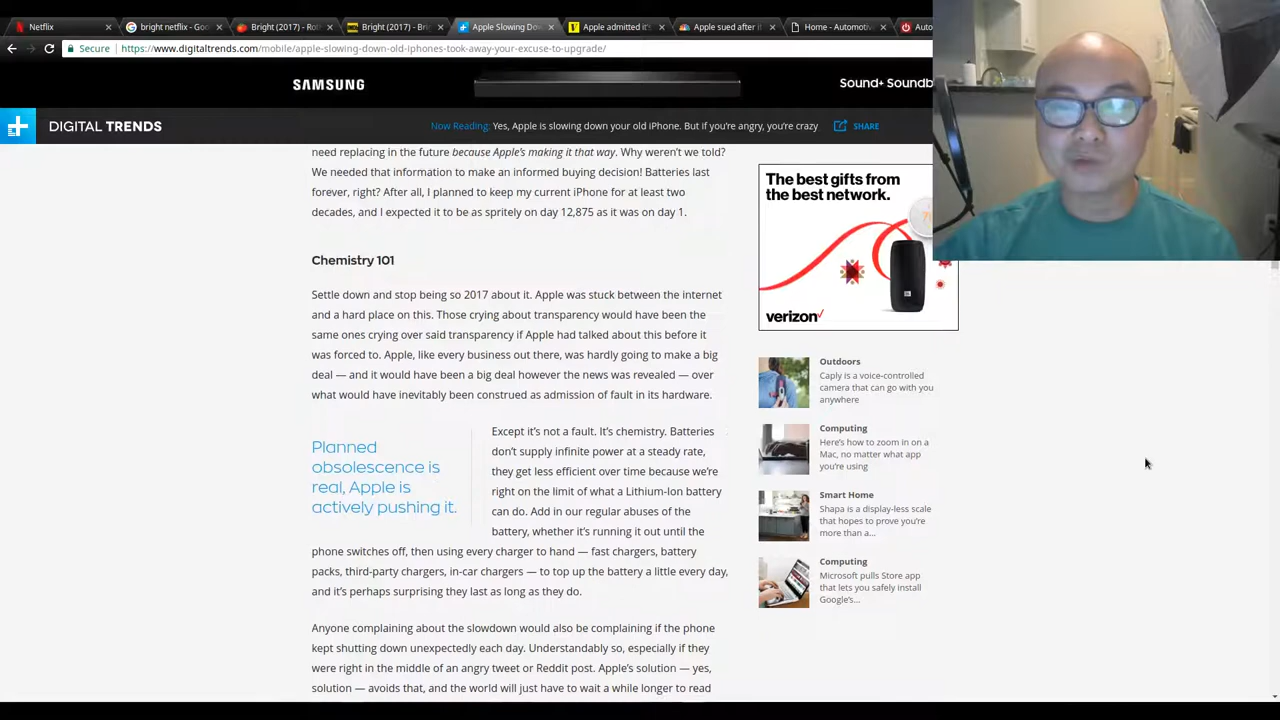 Netflix
bright netflix - Goo
Bright (2017) - Rot
Bright (2017) - Bri
Apple Slowing Dow
Apple admitted it's
Apple sued after it
Home - Automotive
Auto
Secure
https://www.digitaltrends.com/mobile/apple-slowing-down-old-iphones-took-away-your-excuse-to-upgrade/
SAMSUNG
Sound+ Soundb
DIGITAL TRENDS
Now Reading: Yes, Apple is slowing down your old iPhone. But if you're angry, you're crazy
SHARE
need replacing in the future because Apple's making it that way. Why weren't we told?
We needed that information to make an informed buying decision! Batteries last
forever, right? After all, I planned to keep my current iPhone for at least two
decades, and I expected it to be as spritely on day 12,875 as it was on day 1.
Chemistry 101
Settle down and stop being so 2017 about it. Apple was stuck between the internet
and a hard place on this. Those crying about transparency would have been the
same ones crying over said transparency if Apple had talked about this before it
was forced to. Apple, like every business out there, was hardly going to make a big
deal — and it would have been a big deal however the news was revealed — over
what would have inevitably been construed as admission of fault in its hardware.
Planned
obsolescence is
real, Apple is
actively pushing it.
Except it's not a fault. It's chemistry. Batteries
don't supply infinite power at a steady rate,
they get less efficient over time because we're
right on the limit of what a Lithium-Ion battery
can do. Add in our regular abuses of the
battery, whether it's running it out until the
phone switches off, then using every charger to hand — fast chargers, battery
packs, third-party chargers, in-car chargers — to top up the battery a little every day,
and it's perhaps surprising they last as long as they do.
Anyone complaining about the slowdown would also be complaining if the phone
kept shutting down unexpectedly each day. Understandably so, especially if they
were right in the middle of an angry tweet or Reddit post. Apple's solution — yes,
solution — avoids that, and the world will just have to wait a while longer to read
The best gifts from
the best network.
verizon
Outdoors
Caply is a voice-controlled
camera that can go with you
anywhere
Computing
Here's how to zoom in on a
Mac, no matter what app
you're using
Smart Home
Shapa is a display-less scale
that hopes to prove you're
more than a...
Computing
Microsoft pulls Store app
that lets you safely install
Google's...